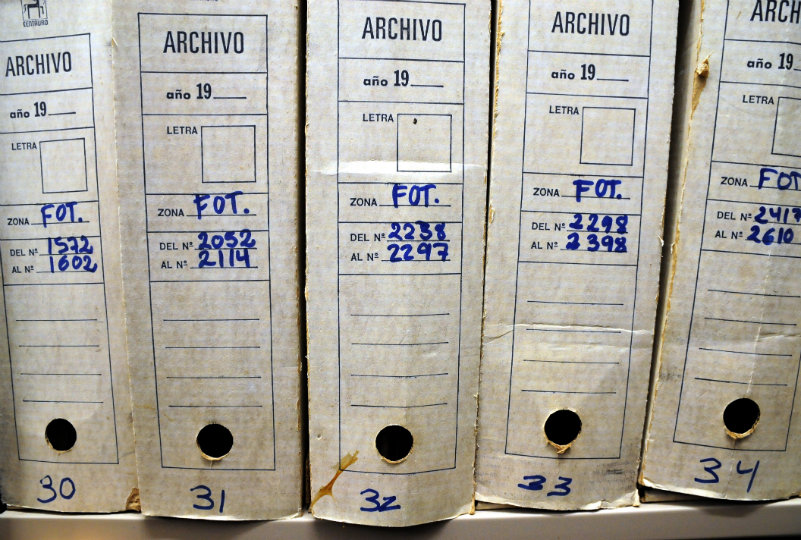 CENTAURO
ARCHIVO
año 19
LETRA
ZONA FOT.
DEL Nº 1572
AL Nº 1602
30
ARCHIVO
año 19
LETRA
ZONA FOT.
DEL Nº 2052
AL Nº 2114
31
ARCHIVO
año 19
LETRA
ZONA FOT.
DEL Nº 2238
AL Nº 2297
32
ARCHIVO
año 19
LETRA
ZONA FOT.
DEL Nº 2298
AL Nº 2398
33
ARCH
año 19
LETRA
ZONA FOT
DEL Nº 2417
AL Nº 2610
34